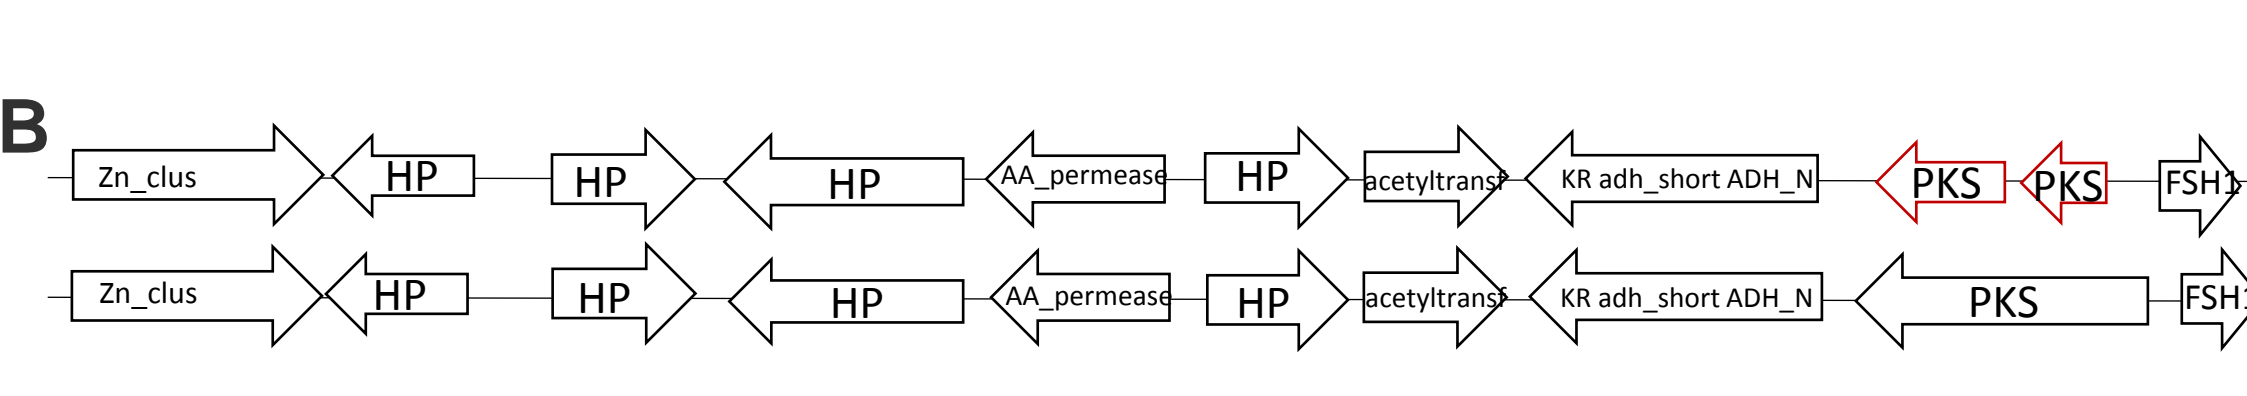 B
Zn_clus HP HP HP AA_permease HP acetyltransf KR adh_short ADH_N PKS PKS FSH1
Zn_clus HP HP HP AA_permease HP acetyltransf KR adh_short ADH_N PKS FSH1